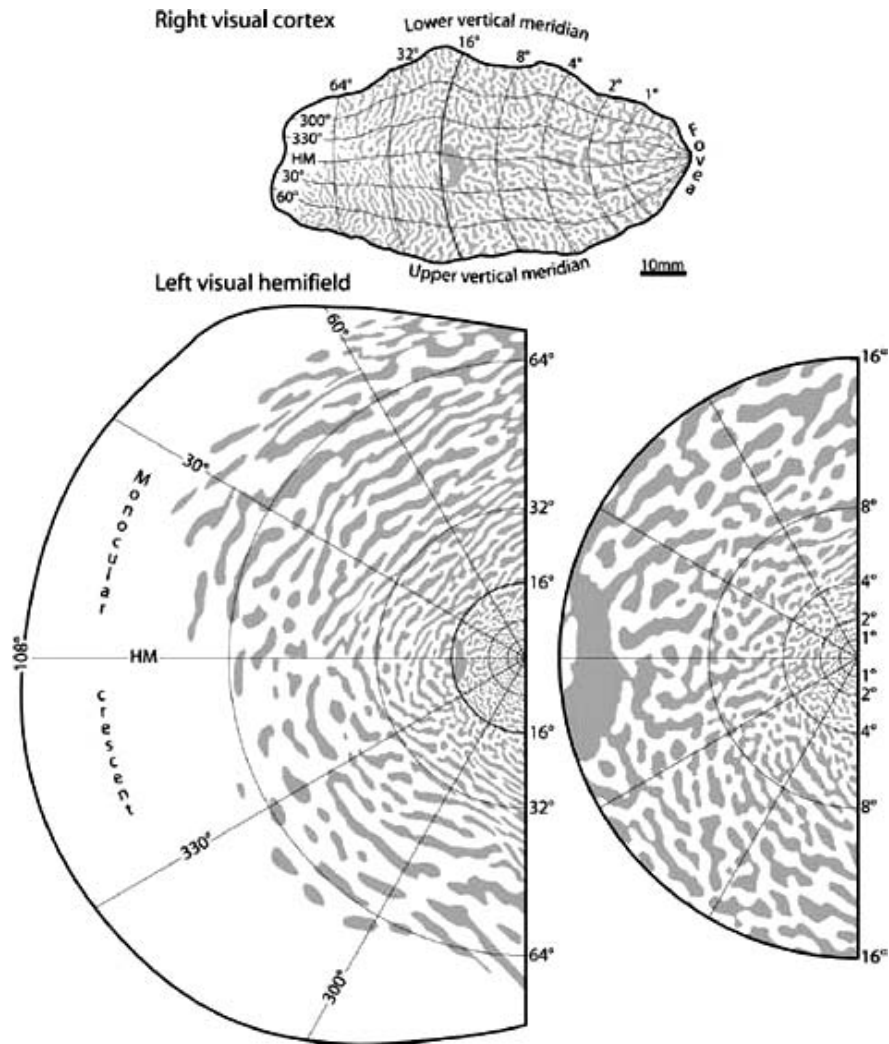 Right visual cortex
Lower vertical meridian
64° 32° 16° 8° 4° 2° 1°
300°
330°
HM
30°
60°
Fovea
Upper vertical meridian
10mm
Left visual hemifield
60°
64°
30°
Monocular
32°
16°
108°
HM
crescent
16°
32°
330°
64°
300°
16°
8°
4°
2°
1°
1°
2°
4°
8°
16°